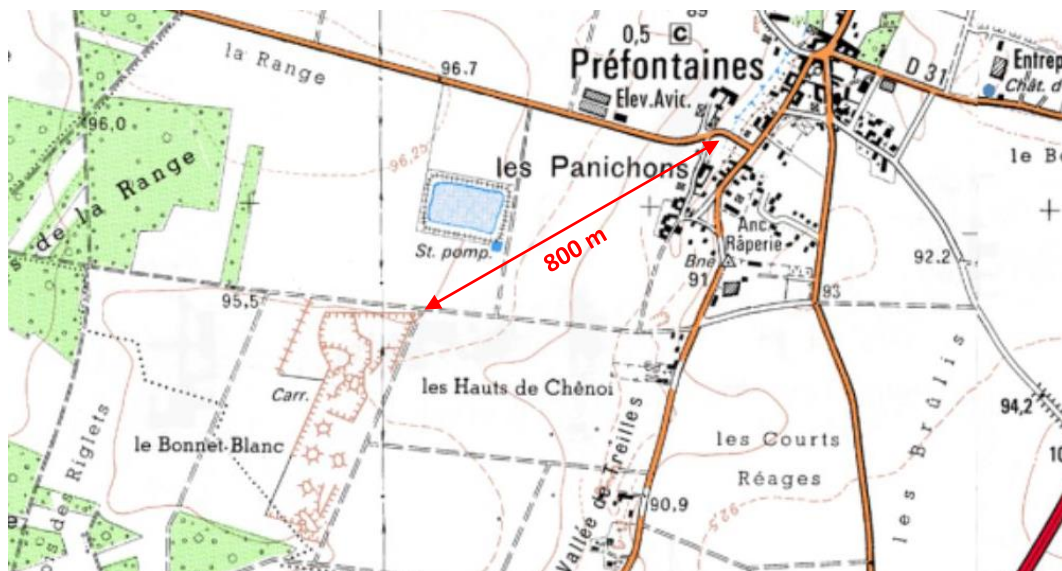 89
0,5 C
Préfontaines
D 31
Entrep
Chât. d'
la Range
96.7
Elev. Avic.
96,0
96,25
les Panichons
le B
de la Range
St. pomp.
800 m
Anc.
Râperie
Bne
91
92.2
95,5
93
Carr.
les Hauts de Chênoi
94,2
le Bonnet-Blanc
les Courts
Réages
les Brûlis
Bois des Riglets
Vallée de Treilles
90.9
92,5
10